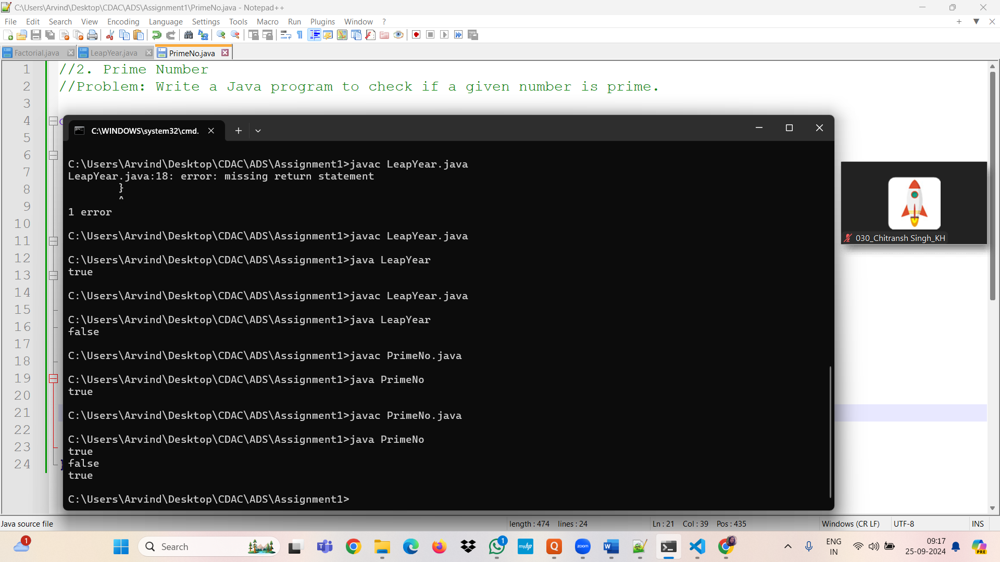 C:\Users\Arvind\Desktop\CDAC\ADS\Assignment1\PrimeNo.java - Notepad++
File Edit Search View Encoding Language Settings Tools Macro Run Plugins Window ?
Factorial.java LeapYear.java PrimeNo.java
1 //2. Prime Number
2 //Problem: Write a Java program to check if a given number is prime.
3
4
5
6
7
8
9
10
11
12
13
14
15
16
17
18
19
20
21
22
23
24 }
C:\WINDOWS\system32\cmd.
C:\Users\Arvind\Desktop\CDAC\ADS\Assignment1>javac LeapYear.java
LeapYear.java:18: error: missing return statement
}
^
1 error
C:\Users\Arvind\Desktop\CDAC\ADS\Assignment1>javac LeapYear.java
C:\Users\Arvind\Desktop\CDAC\ADS\Assignment1>java LeapYear
true
C:\Users\Arvind\Desktop\CDAC\ADS\Assignment1>javac LeapYear.java
C:\Users\Arvind\Desktop\CDAC\ADS\Assignment1>java LeapYear
false
C:\Users\Arvind\Desktop\CDAC\ADS\Assignment1>javac PrimeNo.java
C:\Users\Arvind\Desktop\CDAC\ADS\Assignment1>java PrimeNo
true
C:\Users\Arvind\Desktop\CDAC\ADS\Assignment1>javac PrimeNo.java
C:\Users\Arvind\Desktop\CDAC\ADS\Assignment1>java PrimeNo
true
false
true
C:\Users\Arvind\Desktop\CDAC\ADS\Assignment1>
030_Chitransh Singh_KH
Java source file length : 474 lines : 24 Ln : 21 Col : 39 Pos : 435 Windows (CR LF) UTF-8 INS
1 Search 1 myhp Q zoom W ENG IN 09:17 25-09-2024 PRE